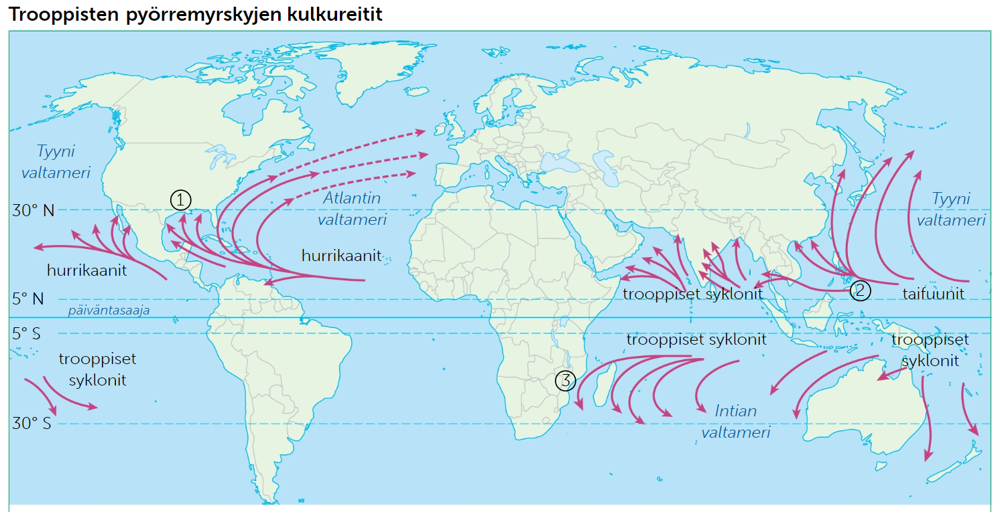 Trooppisten pyörremyrskyjen kulkureitit
Tyyni
valtameri
1
30° N
Atlantin
valtameri
Tyyni
valtameri
hurrikaanit
hurrikaanit
5° N
päiväntasaaja
trooppiset syklonit
2
taifuunit
5° S
trooppiset
syklonit
trooppiset syklonit
trooppiset
syklonit
3
Intian
valtameri
30° S